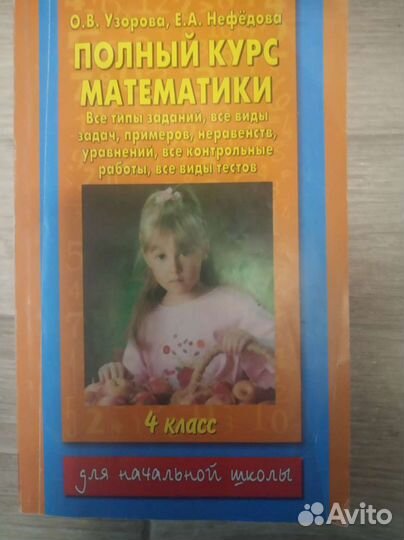 О.В. Узорова, Е.А. Нефёдова
ПОЛНЫЙ КУРС
МАТЕМАТИКИ
Все типы заданий, все виды
задач, примеров, неравенств,
уравнений, все контрольные
работы, все виды тестов
4 класс
для начальной школы
Avito